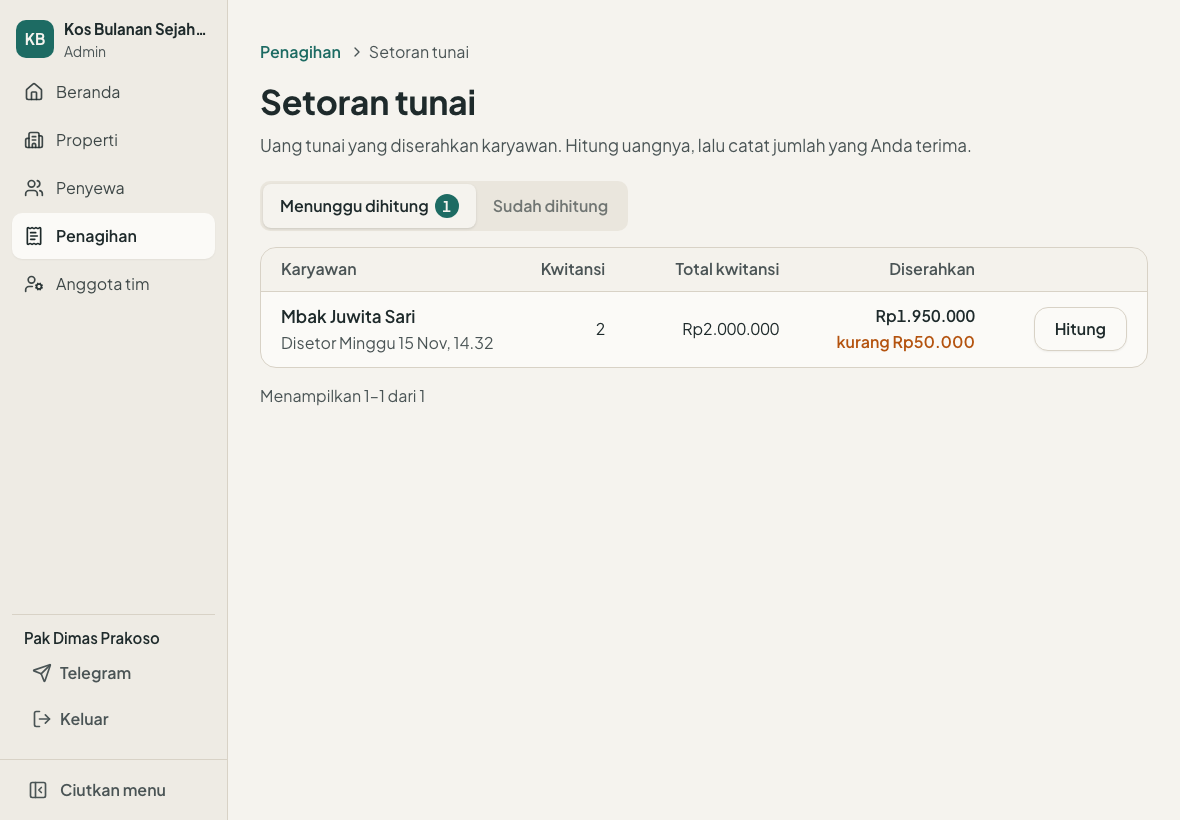 KB
Kos Bulanan Sejah…
Admin
Beranda
Properti
Penyewa
Penagihan
Anggota tim
Pak Dimas Prakoso
Telegram
Keluar
Ciutkan menu
Penagihan > Setoran tunai
Setoran tunai
Uang tunai yang diserahkan karyawan. Hitung uangnya, lalu catat jumlah yang Anda terima.
Menunggu dihitung 1 Sudah dihitung
Karyawan Kwitansi Total kwitansi Diserahkan
Mbak Juwita Sari 2 Rp2.000.000 Rp1.950.000 Hitung
Disetor Minggu 15 Nov, 14.32 kurang Rp50.000
Menampilkan 1–1 dari 1